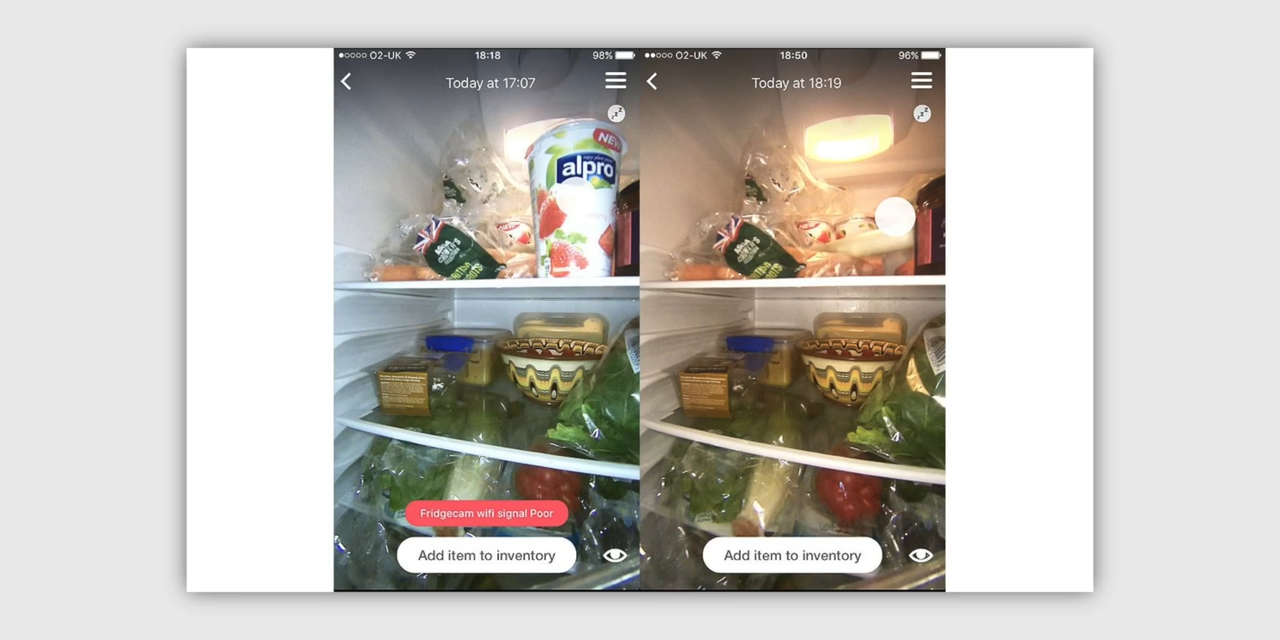 O2-UK
18:18
98%
Today at 17:07
NEW
alpro
Fridgecam wifi signal Poor
Add item to inventory
O2-UK
18:50
96%
Today at 18:19
Add item to inventory